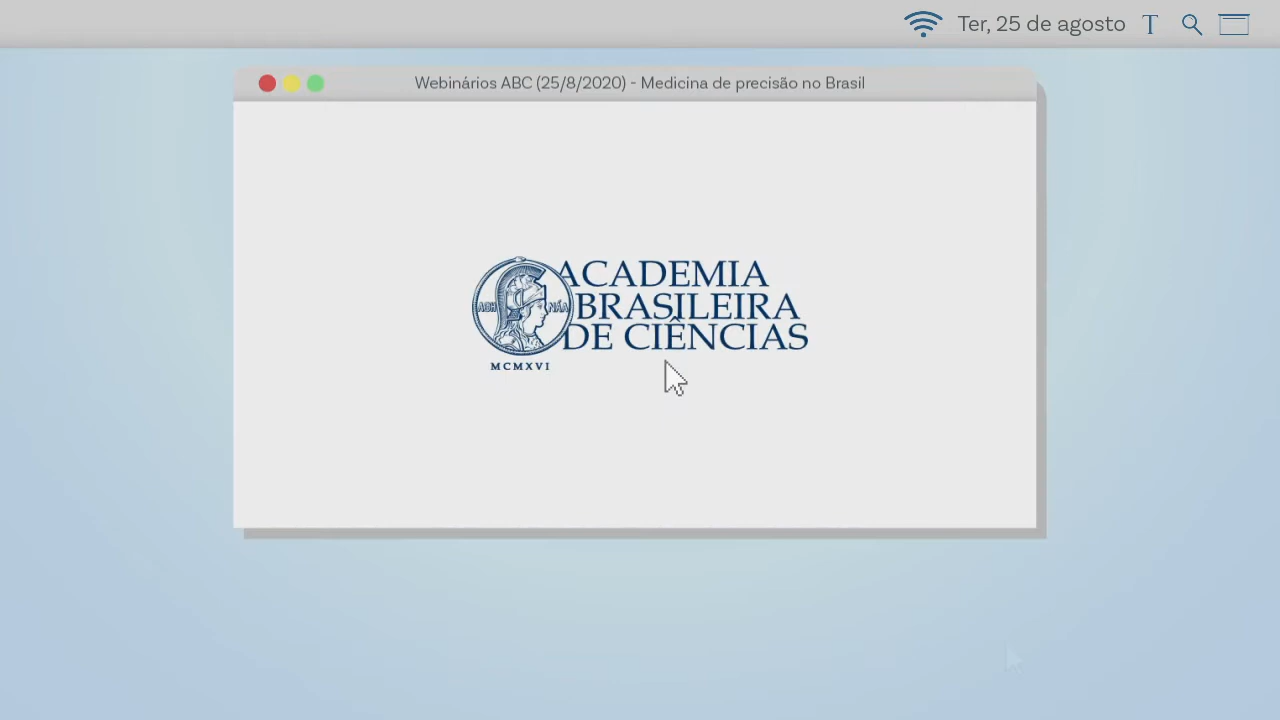 Ter, 25 de agosto T
Webinários ABC (25/8/2020) - Medicina de precisão no Brasil
ACADEMIA
BRASILEIRA
DE CIÊNCIAS
MCMXVI